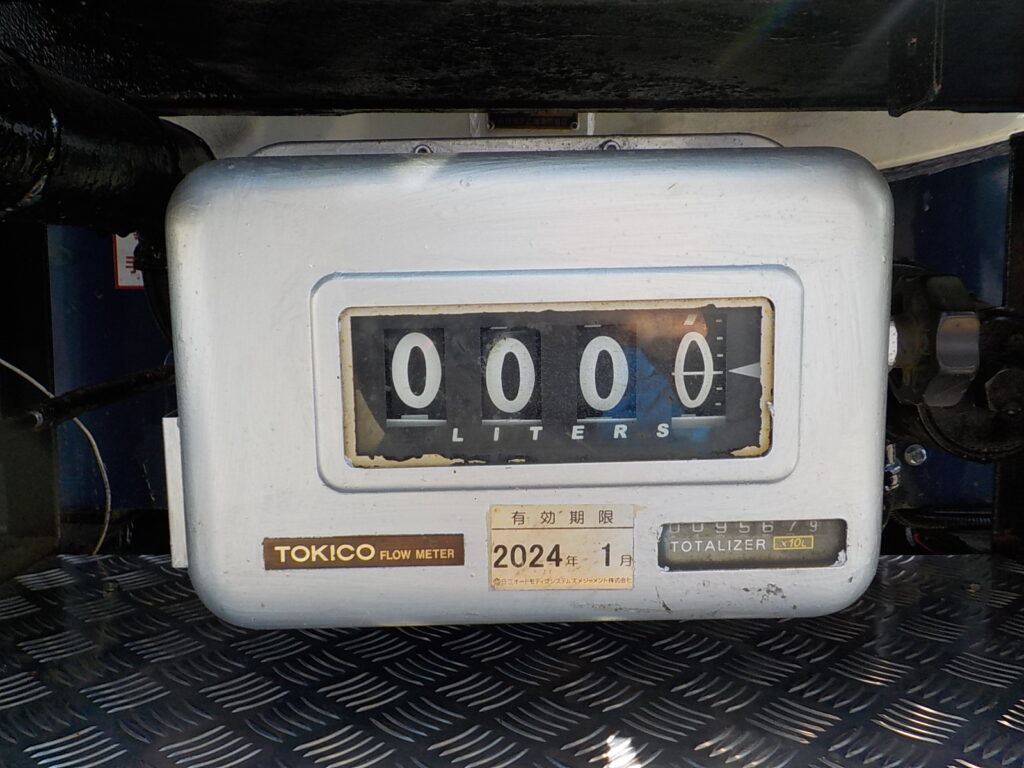 0000
LITERS
TOKICO FLOW METER
有効期限
2024年 1月
0095679
TOTALIZER x10L